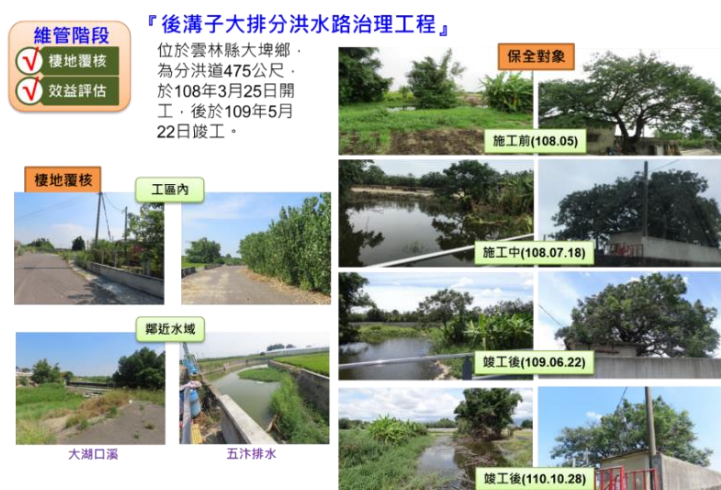 『後溝子大排分洪水路治理工程』
維管階段
棲地覆核
效益評估
位於雲林縣大埤鄉，
為分洪道475公尺，
於108年3月25日開
工，後於109年5月
22日竣工。
保全對象
施工前(108.05)
棲地覆核
工區內
施工中(108.07.18)
鄰近水域
竣工後(109.06.22)
大湖口溪
五汴排水
竣工後(110.10.28)